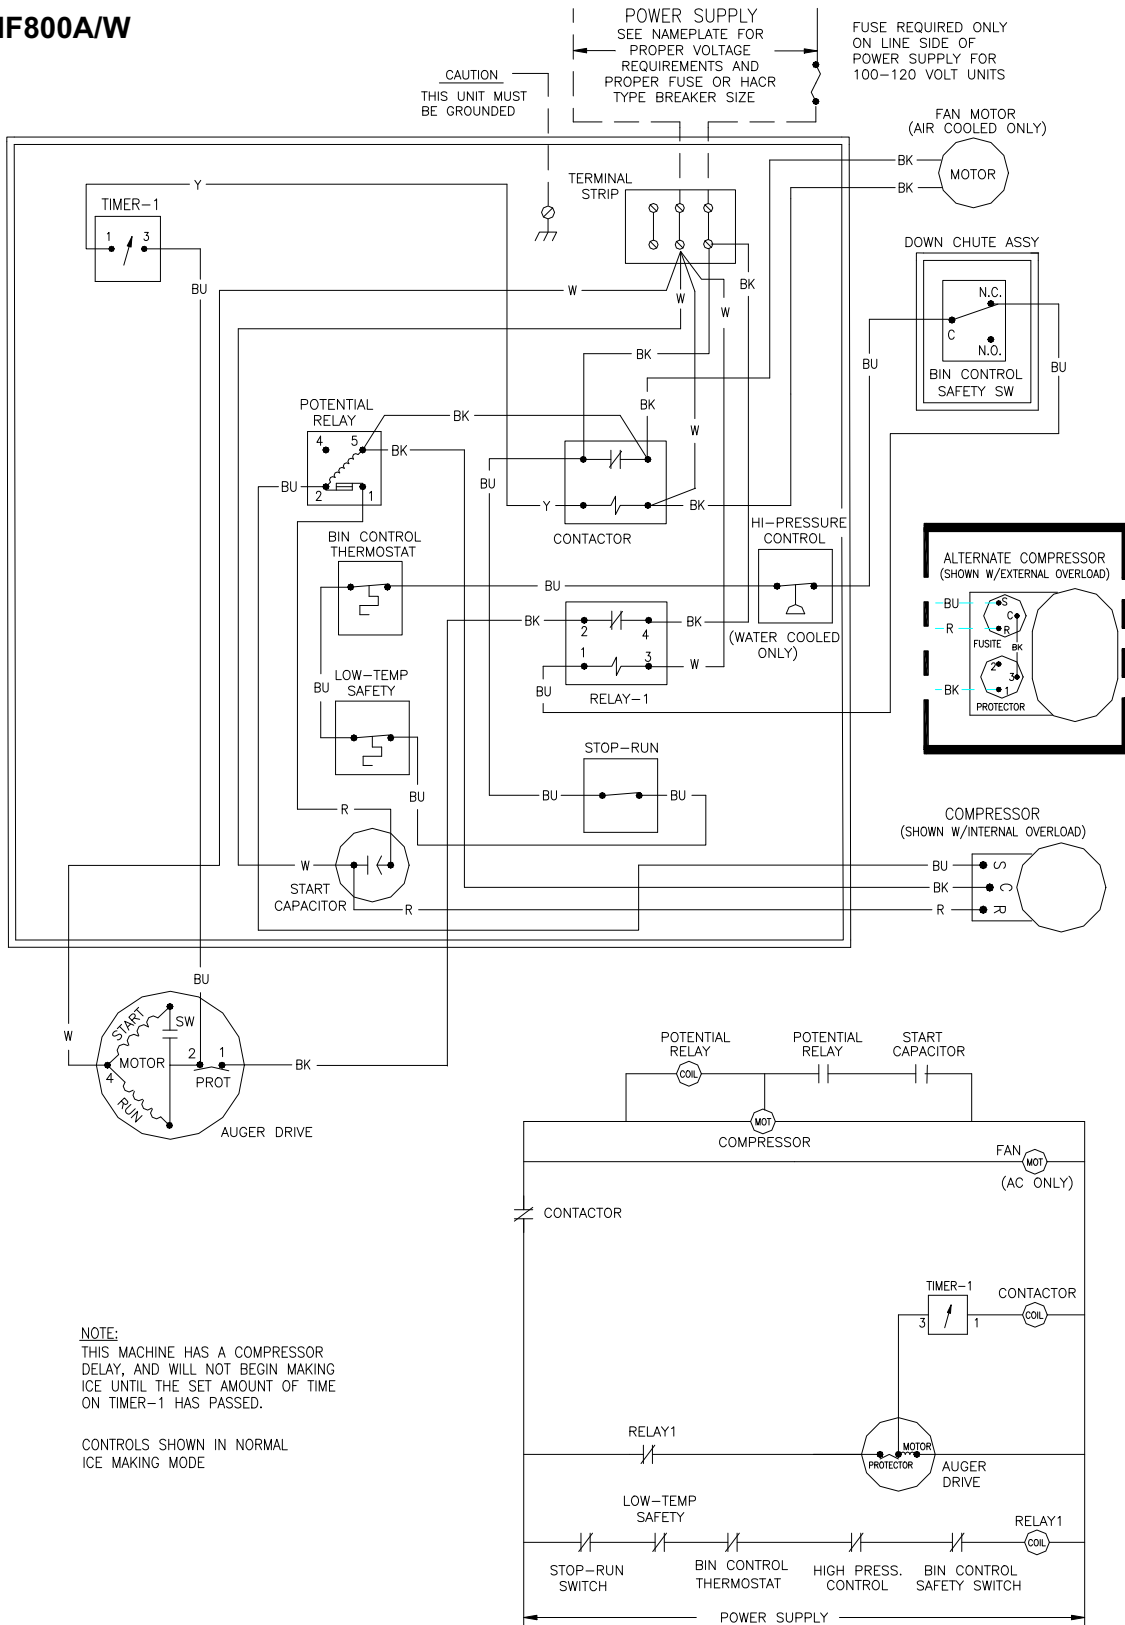 MF800A/W
POWER SUPPLY
SEE NAMEPLATE FOR
PROPER VOLTAGE
REQUIREMENTS AND
PROPER FUSE OR HACR
TYPE BREAKER SIZE
FUSE REQUIRED ONLY
ON LINE SIDE OF
POWER SUPPLY FOR
100-120 VOLT UNITS
CAUTION
THIS UNIT MUST
BE GROUNDED
FAN MOTOR
(AIR COOLED ONLY)
BK
MOTOR
BK
TERMINAL
STRIP
Y
TIMER-1
1 3
BU
W
W
W
BK
DOWN CHUTE ASSY
N.C.
C
N.O.
BIN CONTROL
SAFETY SW
BU
BU
BK
BK
W
POTENTIAL
RELAY
4 5
2 1
BK
BK
BU
BU
Y
BK
CONTACTOR
HI-PRESSURE
CONTROL
(WATER COOLED
ONLY)
BIN CONTROL
THERMOSTAT
BU
BK
2 4
1 3
BK
W
BU
RELAY-1
ALTERNATE COMPRESSOR
(SHOWN W/EXTERNAL OVERLOAD)
BU
S
C
R
R
FUSITE
BK
2
3
BK
1
PROTECTOR
LOW-TEMP
SAFETY
BU
BU
STOP-RUN
BU
BU
R
W
START
CAPACITOR
R
COMPRESSOR
(SHOWN W/INTERNAL OVERLOAD)
BU
S
BK
C
R
R
BU
W
START
SW
MOTOR
2 1
4
PROT
RUN
BK
AUGER DRIVE
POTENTIAL
RELAY
POTENTIAL
RELAY
START
CAPACITOR
COIL
MOT
COMPRESSOR
FAN
MOT
(AC ONLY)
CONTACTOR
TIMER-1
3 1
CONTACTOR
COIL
NOTE:
THIS MACHINE HAS A COMPRESSOR
DELAY, AND WILL NOT BEGIN MAKING
ICE UNTIL THE SET AMOUNT OF TIME
ON TIMER-1 HAS PASSED.
CONTROLS SHOWN IN NORMAL
ICE MAKING MODE
RELAY1
MOTOR
PROTECTOR
AUGER
DRIVE
LOW-TEMP
SAFETY
RELAY1
COIL
STOP-RUN
SWITCH
BIN CONTROL
THERMOSTAT
HIGH PRESS.
CONTROL
BIN CONTROL
SAFETY SWITCH
POWER SUPPLY